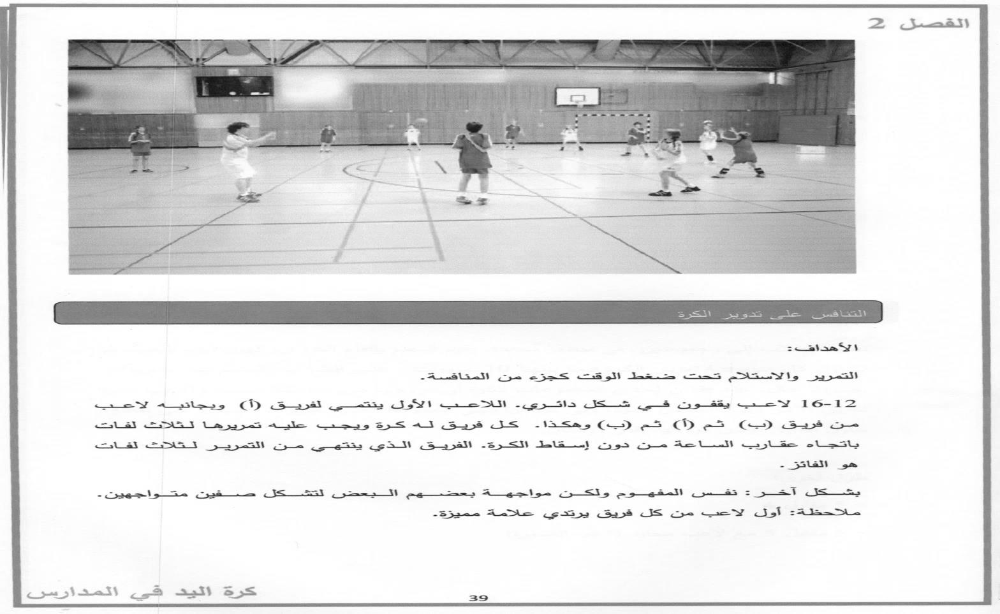 الفصل 2
التنافس على تدوير الكرة
الأهداف:
التمرير والاستلام تحت ضغط الوقت كجزء من المنافسة.
12-16 لاعب يقفون في شكل دائري. اللاعب الأول ينتمي لفريق (أ) وبجانبه لاعب
من فريق (ب) ثم (أ) ثم (ب) وهكذا. كل فريق له كرة ويجب عليه تمريرها لثلاث لفات
باتجاه عقارب الساعة من دون إسقاط الكرة. الفريق الذي ينتهي من التمرير لثلاث لفات
هو الفائز.
بشكل آخر: نفس المفهوم ولكن مواجهة بعضهم البعض لتشكل صفين متواجهين.
ملاحظة: أول لاعب من كل فريق يرتدي علامة مميزة.
كرة اليد في المدارس
39